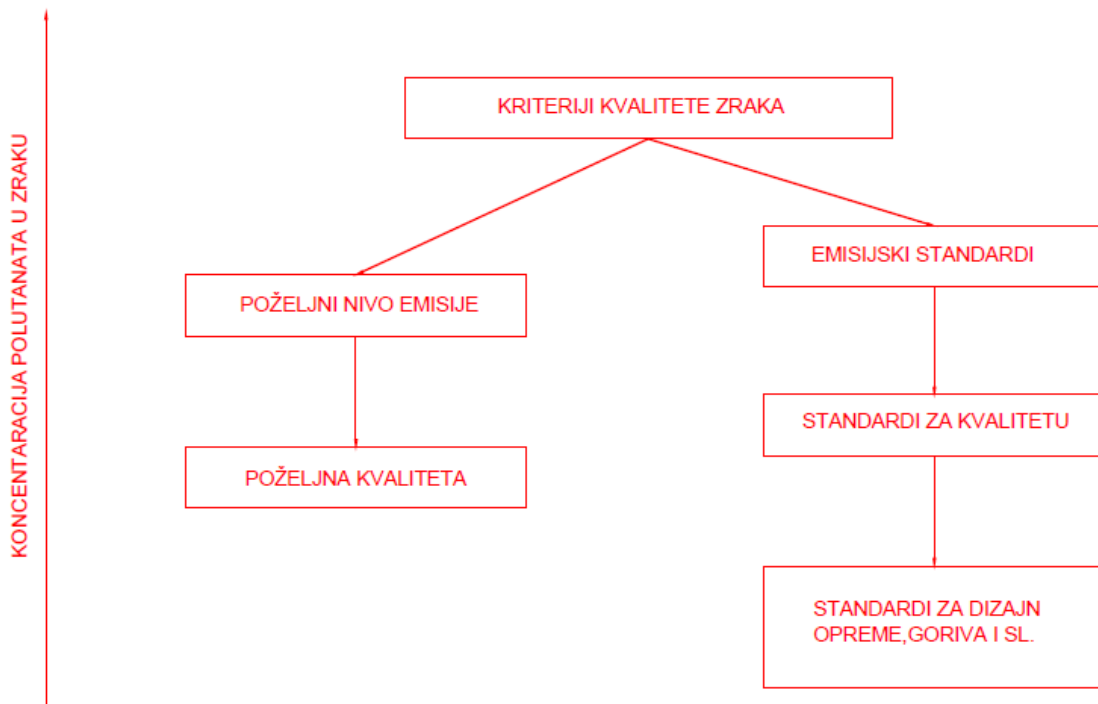 KONCENTARACIJA POLUTANATA U ZRAKU
KRITERIJI KVALITETE ZRAKA
EMISIJSKI STANDARDI
POŽELJNI NIVO EMISIJE
STANDARDI ZA KVALITETU
POŽELJNA KVALITETA
STANDARDI ZA DIZAJN
OPREME,GORIVA I SL.